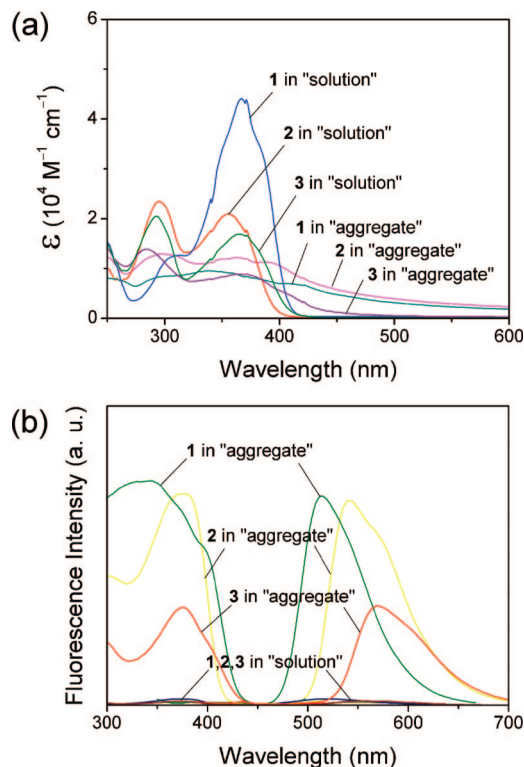 (a)
6
4
2
0
ε (10⁴ M⁻¹ cm⁻¹)
1 in "solution"
2 in "solution"
3 in "solution"
1 in "aggregate"
2 in "aggregate"
3 in "aggregate"
300 400 500 600
Wavelength (nm)
(b)
Fluorescence Intensity (a. u.)
1 in "aggregate"
2 in "aggregate"
3 in "aggregate"
1,2,3 in "solution"
300 400 500 600 700
Wavelength (nm)